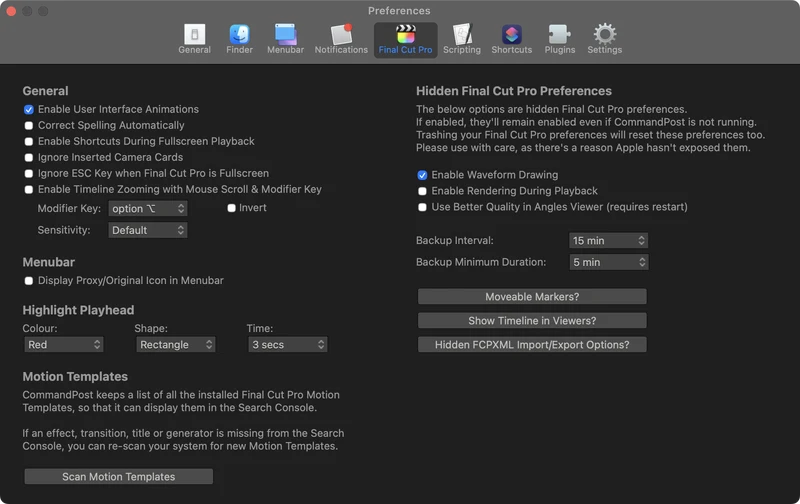 Preferences
General
Finder
Menubar
Notifications
Final Cut Pro
Scripting
Shortcuts
Plugins
Settings
General
Enable User Interface Animations
Correct Spelling Automatically
Enable Shortcuts During Fullscreen Playback
Ignore Inserted Camera Cards
Ignore ESC Key when Final Cut Pro is Fullscreen
Enable Timeline Zooming with Mouse Scroll & Modifier Key
Modifier Key: option ⌥ Invert
Sensitivity: Default
Menubar
Display Proxy/Original Icon in Menubar
Highlight Playhead
Colour: Shape: Time:
Red Rectangle 3 secs
Motion Templates
CommandPost keeps a list of all the installed Final Cut Pro Motion
Templates, so that it can display them in the Search Console.
If an effect, transition, title or generator is missing from the Search
Console, you can re-scan your system for new Motion Templates.
Scan Motion Templates
Hidden Final Cut Pro Preferences
The below options are hidden Final Cut Pro preferences.
If enabled, they'll remain enabled even if CommandPost is not running.
Trashing your Final Cut Pro preferences will reset these preferences too.
Please use with care, as there's a reason Apple hasn't exposed them.
Enable Waveform Drawing
Enable Rendering During Playback
Use Better Quality in Angles Viewer (requires restart)
Backup Interval: 15 min
Backup Minimum Duration: 5 min
Moveable Markers?
Show Timeline in Viewers?
Hidden FCPXML Import/Export Options?